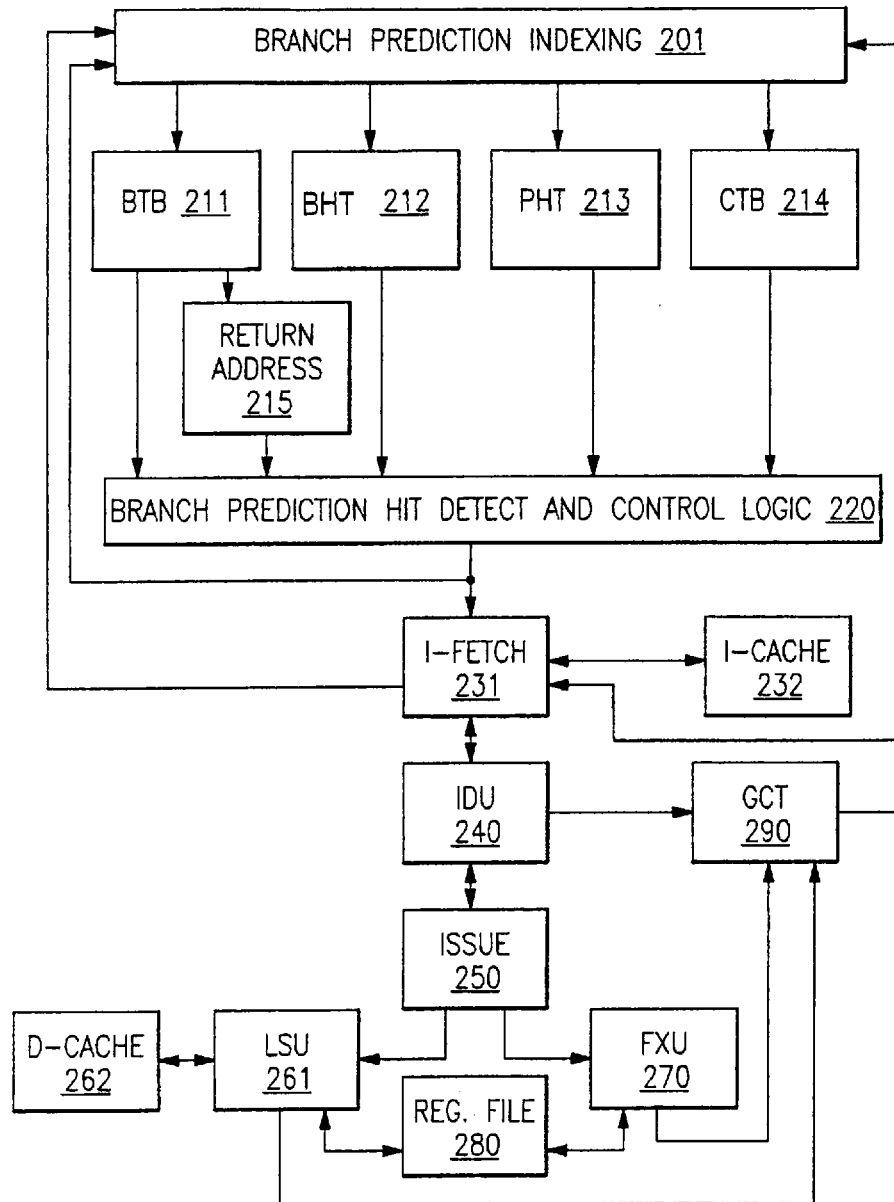 BRANCH PREDICTION INDEXING 201
BTB 211
BHT 212
PHT 213
CTB 214
RETURN
ADDRESS
215
BRANCH PREDICTION HIT DETECT AND CONTROL LOGIC 220
I-FETCH
231
I-CACHE
232
IDU
240
GCT
290
ISSUE
250
D-CACHE
262
LSU
261
FXU
270
REG. FILE
280